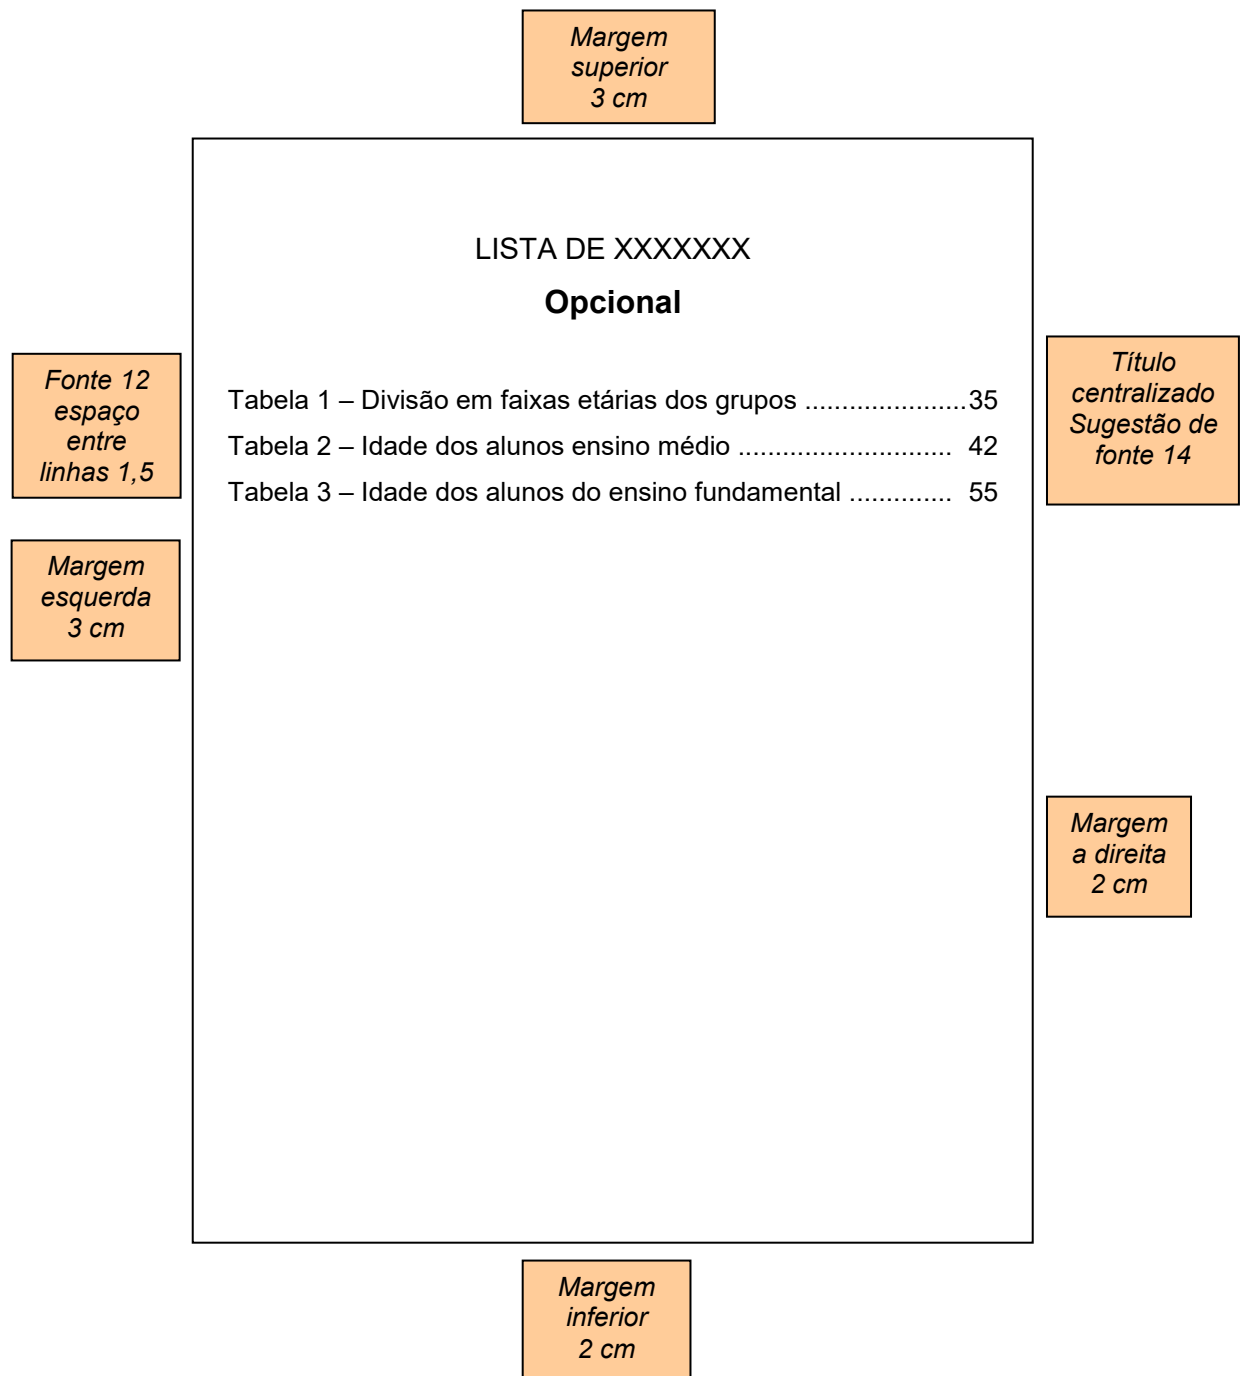 Margem
superior
3 cm
LISTA DE XXXXXXX
Opcional
Fonte 12
espaço
entre
linhas 1,5
Título
centralizado
Sugestão de
fonte 14
Tabela 1 – Divisão em faixas etárias dos grupos ......................35
Tabela 2 – Idade dos alunos ensino médio ............................. 42
Tabela 3 – Idade dos alunos do ensino fundamental .............. 55
Margem
esquerda
3 cm
Margem
a direita
2 cm
Margem
inferior
2 cm